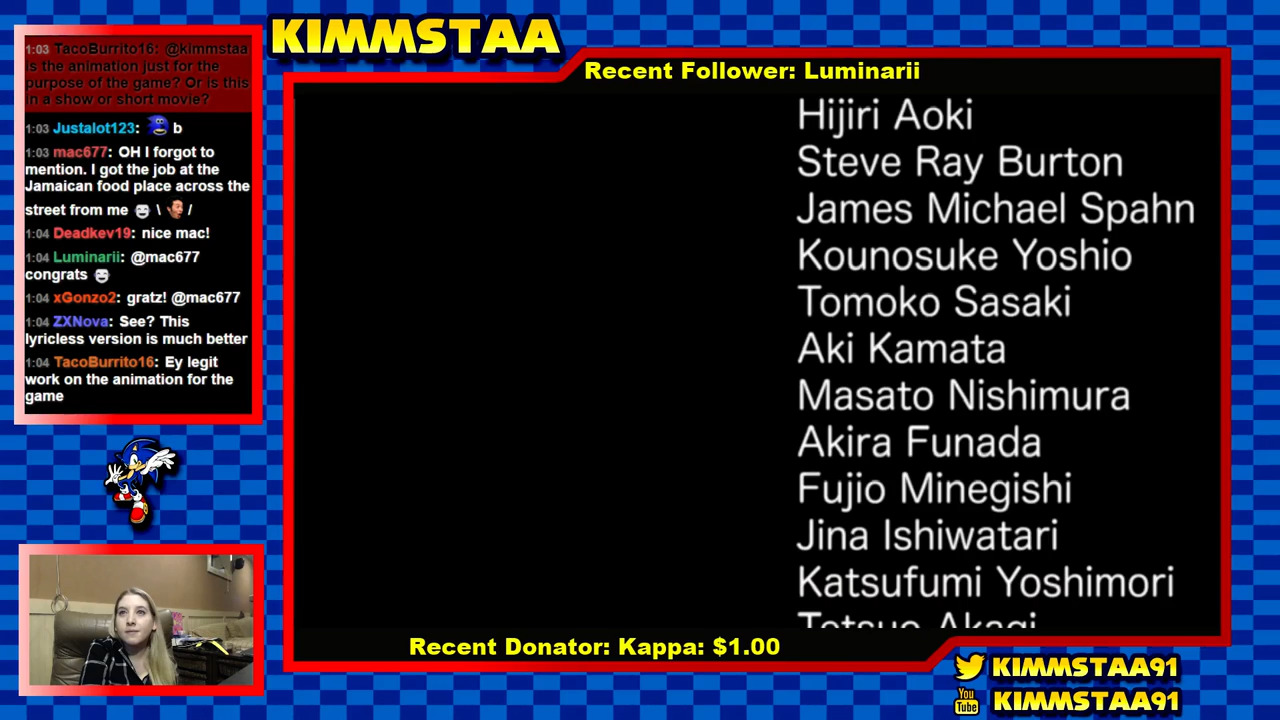 KIMMSTAA
Recent Follower: Luminarii
1:03 TacoBurrito16: @kimmstaa
is the animation just for the
purpose of the game? Or is this
in a show or short movie?
1:03 Justalot123: b
1:03 mac677: OH I forgot to
mention. I got the job at the
Jamaican food place across the
street from me \ /
1:04 Deadkev19: nice mac!
1:04 Luminarii: @mac677
congrats
1:04 xGonzo2: gratz! @mac677
1:04 ZXNova: See? This
lyricless version is much better
1:04 TacoBurrito16: Ey legit
work on the animation for the
game
Hijiri Aoki
Steve Ray Burton
James Michael Spahn
Kounosuke Yoshio
Tomoko Sasaki
Aki Kamata
Masato Nishimura
Akira Funada
Fujio Minegishi
Jina Ishiwatari
Katsufumi Yoshimori
Tetsuo Akagi
Recent Donator: Kappa: $1.00
KIMMSTAA91
You Tube KIMMSTAA91